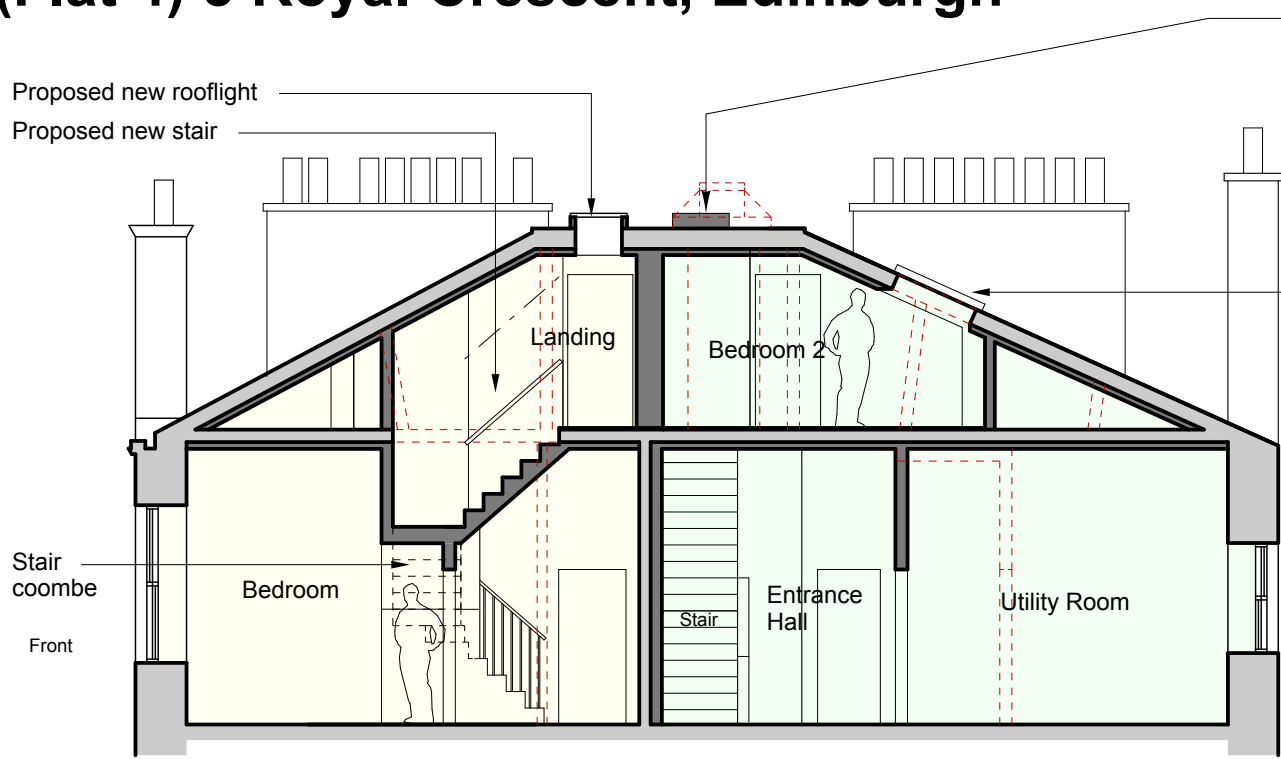 (Flat 4) 3 Royal Crescent, Edinburgh
Proposed new rooflight
Proposed new stair
Landing
Bedroom 2
Stair
coombe
Bedroom
Front
Stair
Entrance
Hall
Utility Room